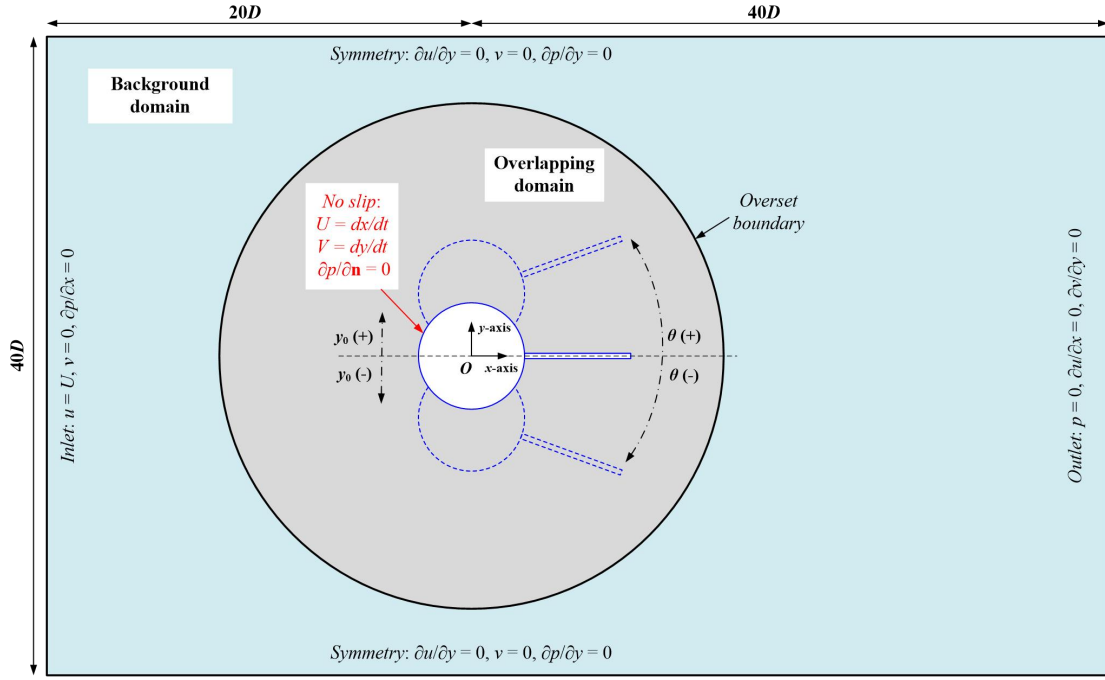 20D
40D
Symmetry: ∂u/∂y = 0, v = 0, ∂p/∂y = 0
Background
domain
Overlapping
domain
No slip:
U = dx/dt
V = dy/dt
∂p/∂n = 0
Overset
boundary
40D
Inlet: u = U, v = 0, ∂p/∂x = 0
y₀ (+)
y₀ (-)
y-axis
O
x-axis
θ (+)
θ (-)
Outlet: p = 0, ∂u/∂x = 0, ∂v/∂y = 0
Symmetry: ∂u/∂y = 0, v = 0, ∂p/∂y = 0